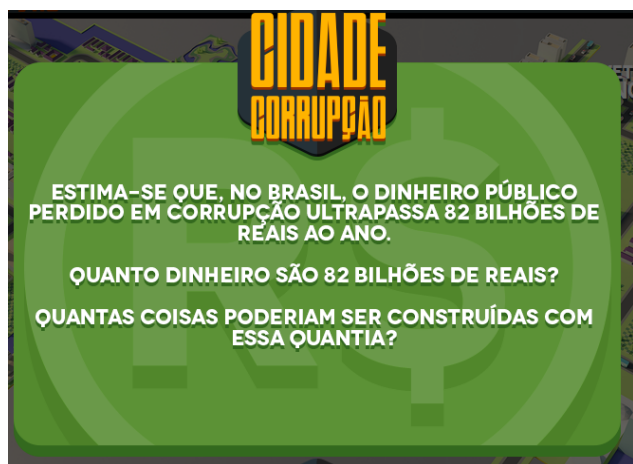 CIDADE
CORRUPÇÃO
ESTIMA-SE QUE, NO BRASIL, O DINHEIRO PÚBLICO
PERDIDO EM CORRUPÇÃO ULTRAPASSA 82 BILHÕES DE
REAIS AO ANO.
QUANTO DINHEIRO SÃO 82 BILHÕES DE REAIS?
QUANTAS COISAS PODERIAM SER CONSTRUÍDAS COM
ESSA QUANTIA?
R$